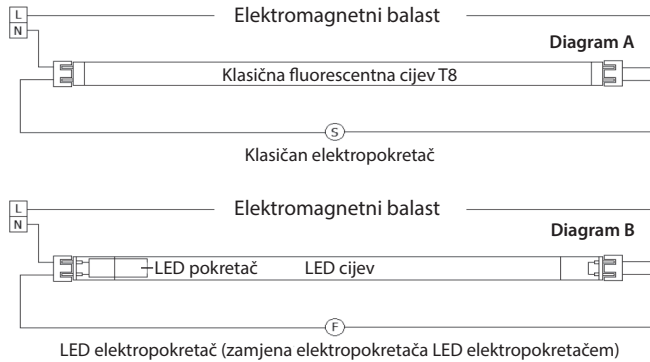 L
Elektromagnetni balast
N
Diagram A
Klasična fluorescentna cijev T8
S
Klasičan elektropokretač
L
Elektromagnetni balast
N
Diagram B
LED pokretač
LED cijev
F
LED elektropokretač (zamjena elektropokretača LED elektropokretačem)